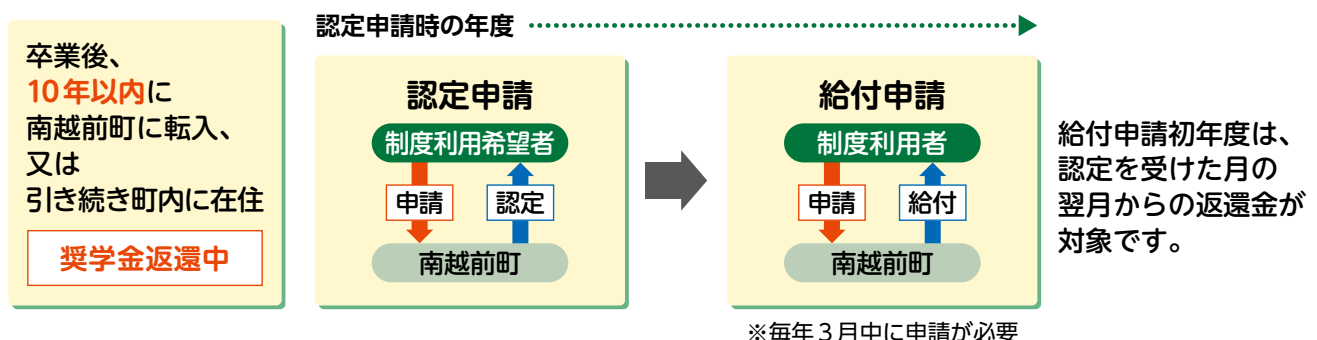 卒業後、
10年以内に
南越前町に転入、
又は
引き続き町内に在住
奨学金返還中
認定申請時の年度
認定申請
制度利用希望者
申請
認定
南越前町
給付申請
制度利用者
申請
給付
南越前町
※毎年3月中に申請が必要
給付申請初年度は、
認定を受けた月の
翌月からの返還金が
対象です。